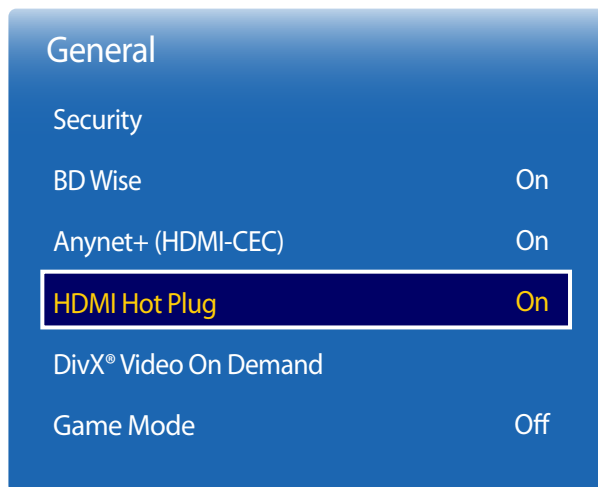 General
Security
BD Wise On
Anynet+ (HDMI-CEC) On
HDMI Hot Plug On
DivX® Video On Demand
Game Mode Off